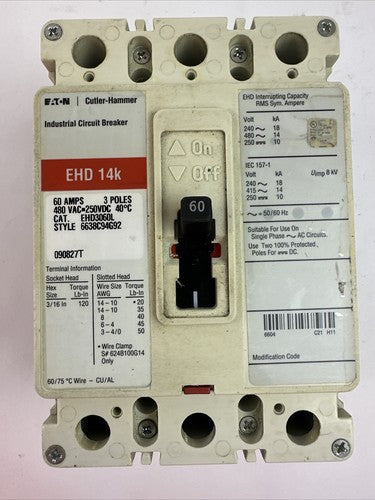 EATON Cutler-Hammer
Industrial Circuit Breaker
EHD 14k
60 AMPS 3 POLES
480 VAC=250VDC 40°C
CAT. EHD3060L
STYLE 6638C94G92
090827T
Terminal Information
Socket Head Slotted Head
Hex Torque Wire Size Torque
Size Lb-In AWG Lb-In
3/16 In 120 14-10 • 20
14-10 35
8 40
6-4 45
3-4/0 50
• Wire Clamp
S# 624B100G14
Only
60/75 °C Wire - CU/AL
On
Off
60
EHD Interrupting Capacity
RMS Sym. Ampere
Volt kA
240 ~ 18
480 ~ 14
250 10
IEC 157-1
Volt kA Uimp 8 kV
240 ~ 18
415 ~ 14
250 10
~ 50/60 Hz
Suitable For Use On
Single Phase ~ AC Circuits.
Use Two 100% Protected
Poles For DC.
6604 C21 H11
Modification Code